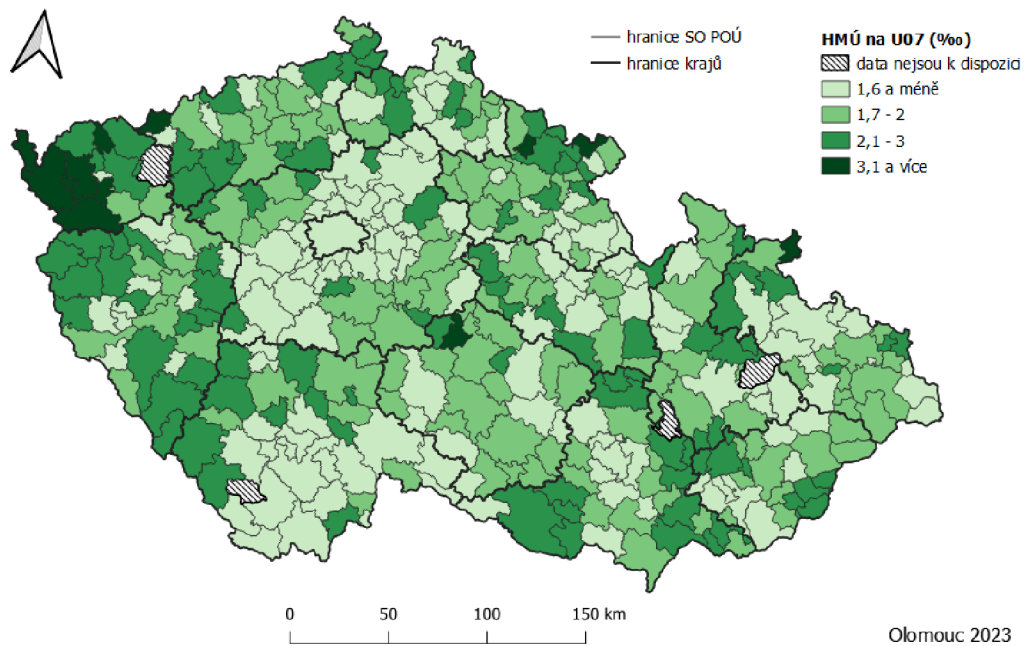 hranice SO POÚ
hranice krajů
HMÚ na U07 (‰)
data nejsou k dispozici
1,6 a méně
1,7 - 2
2,1 - 3
3,1 a více
0 50 100 150 km
Olomouc 2023